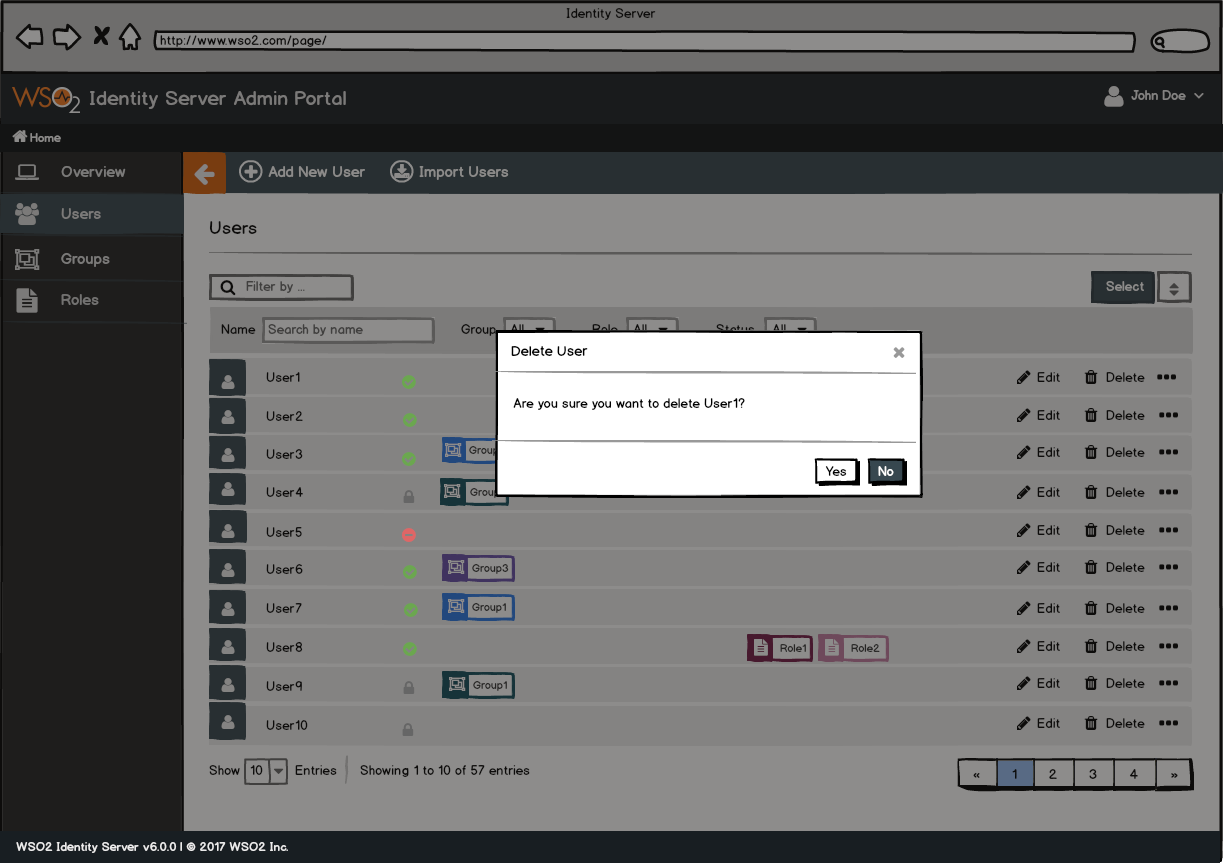 Identity Server
http://www.wso2.com/page/
WSO2 Identity Server Admin Portal
John Doe
Home
Overview
Add New User
Import Users
Users
Groups
Roles
Users
Filter by ...
Select
Name
Search by name
Group
All
Role
All
Status
All
Delete User
Are you sure you want to delete User1?
Yes
No
User1
Edit
Delete
User2
Edit
Delete
User3
Group
Edit
Delete
User4
Group
Edit
Delete
User5
Edit
Delete
User6
Group3
Edit
Delete
User7
Group1
Edit
Delete
User8
Role1
Role2
Edit
Delete
User9
Group1
Edit
Delete
User10
Edit
Delete
Show 10 Entries
Showing 1 to 10 of 57 entries
« 1 2 3 4 »
WSO2 Identity Server v6.0.0 | © 2017 WSO2 Inc.